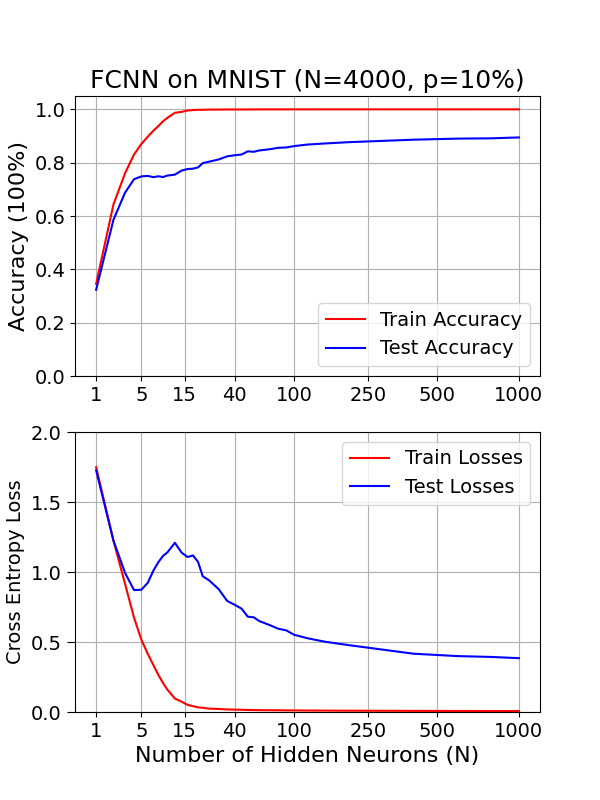 FCNN on MNIST (N=4000, p=10%)
Accuracy (100%)
1.0
0.8
0.6
0.4
0.2
0.0
Train Accuracy
Test Accuracy
1 5 15 40 100 250 500 1000
Cross Entropy Loss
2.0
1.5
1.0
0.5
0.0
Train Losses
Test Losses
1 5 15 40 100 250 500 1000
Number of Hidden Neurons (N)